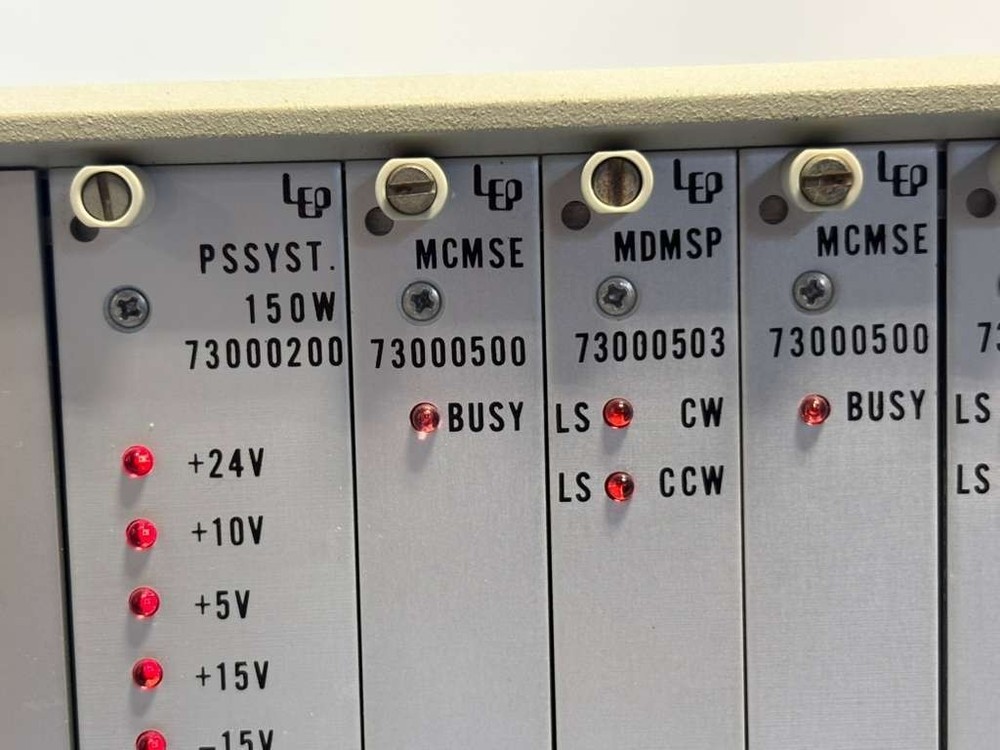 LEP
PSSYST.
150W
73000200
+24V
+10V
+5V
+15V
-15V
LEP
MCMSE
73000500
BUSY
LEP
MDMSP
73000503
LS CW
LS CCW
LEP
MCMSE
73000500
BUSY
LS
LS